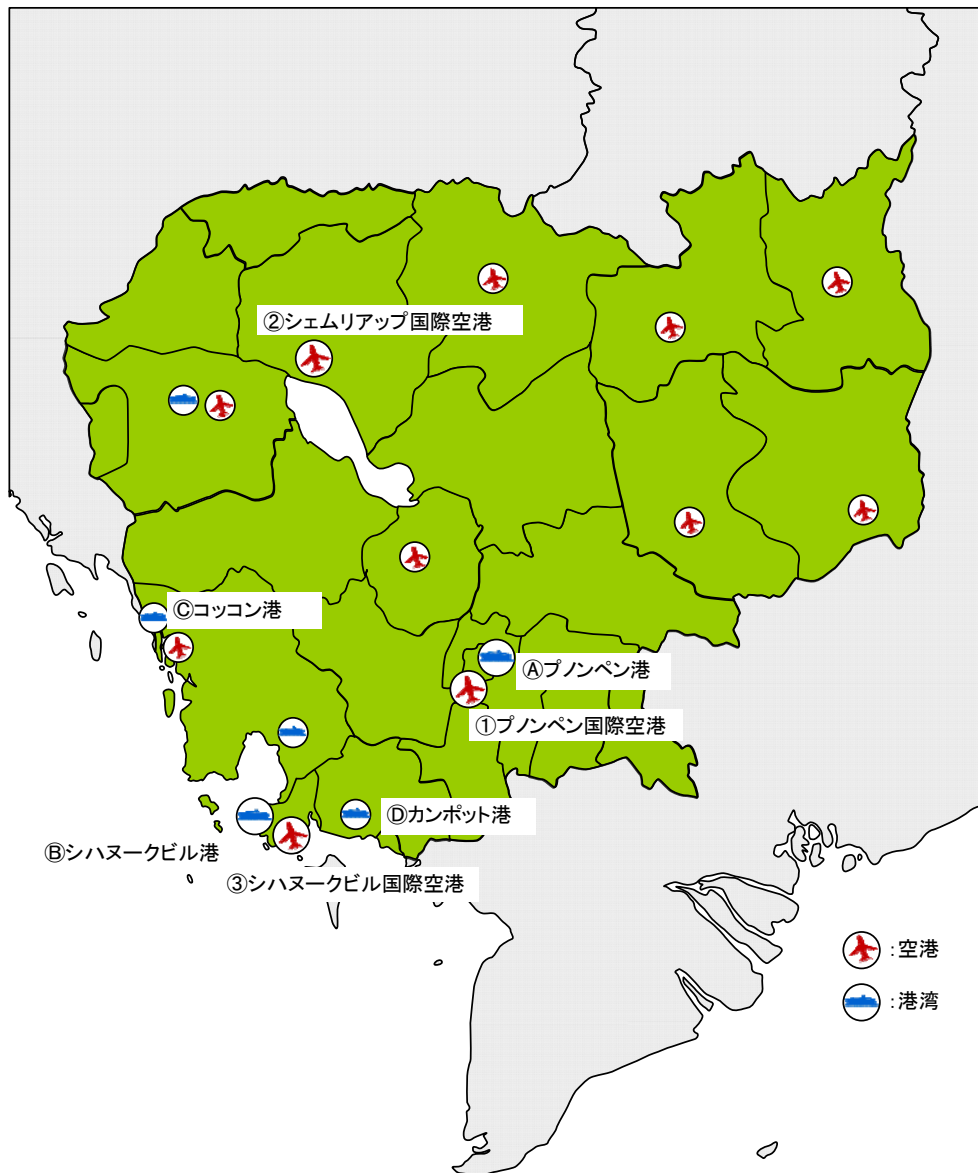 ②シェムリアップ国際空港
Ⓒコッコン港
Ⓐプノンペン港
①プノンペン国際空港
Ⓓカンポット港
Ⓑシハヌークビル港
③シハヌークビル国際空港
:空港
:港湾